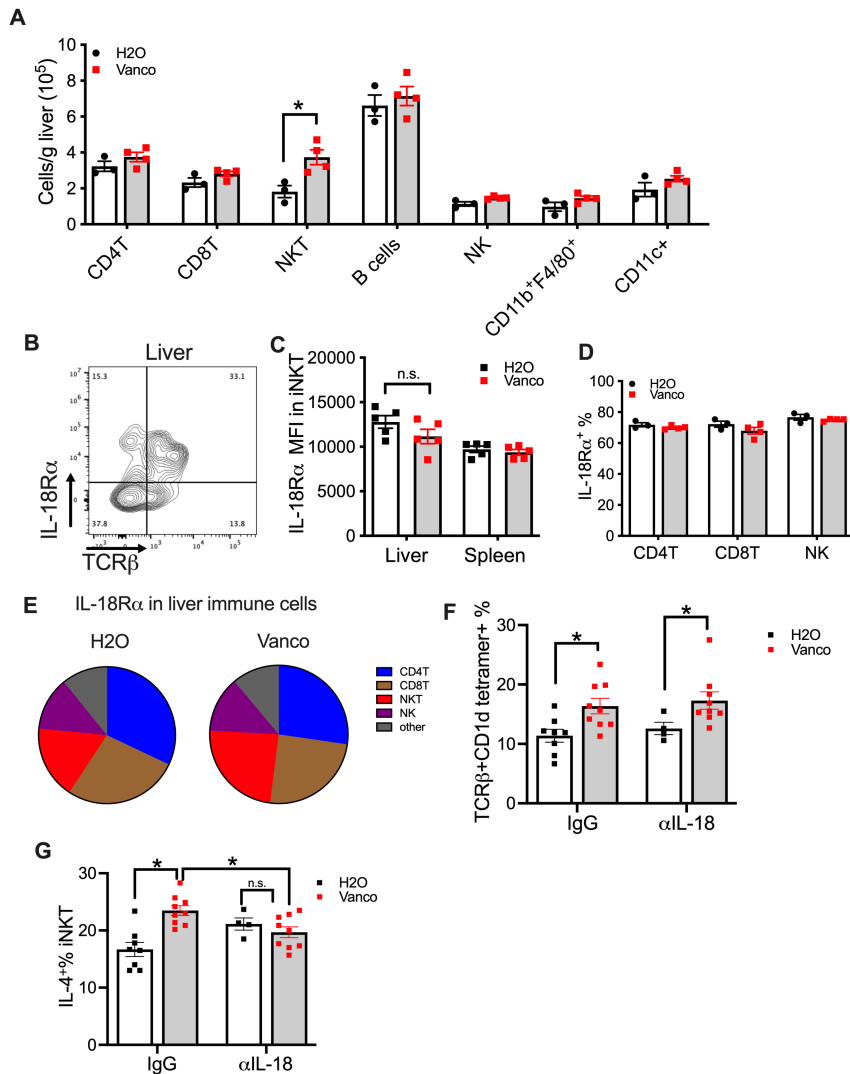 A
H2O
Vanco
Cells/g liver (10⁵)
10
8
6
4
2
0
*
CD4T
CD8T
NKT
B cells
NK
CD11b⁺F4/80⁺
CD11c+
B
Liver
15.3
33.1
37.8
13.8
10⁷
10⁶
10⁵
10⁴
0
10³
0
10³
10⁴
10⁵
IL-18Rα
TCRβ
C
H2O
Vanco
IL-18Rα MFI in iNKT
20000
15000
10000
5000
0
n.s.
Liver
Spleen
D
H2O
Vanco
IL-18Rα⁺ %
100
80
60
40
20
0
CD4T
CD8T
NK
E
IL-18Rα in liver immune cells
H2O
Vanco
CD4T
CD8T
NKT
NK
other
F
H2O
Vanco
TCRβ+CD1d tetramer+ %
30
20
10
0
*
*
IgG
αIL-18
G
H2O
Vanco
IL-4⁺% iNKT
30
20
10
0
*
*
n.s.
IgG
αIL-18